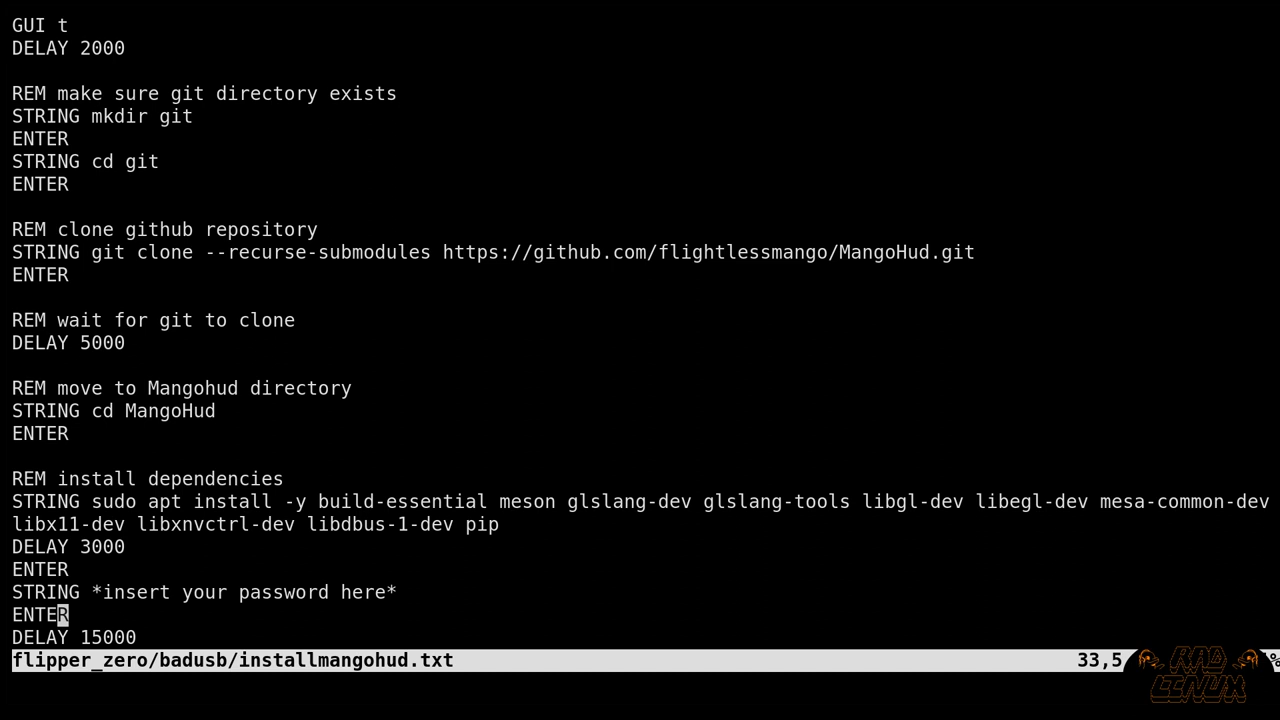 GUI t
DELAY 2000
REM make sure git directory exists
STRING mkdir git
ENTER
STRING cd git
ENTER
REM clone github repository
STRING git clone --recurse-submodules https://github.com/flightlessmango/MangoHud.git
ENTER
REM wait for git to clone
DELAY 5000
REM move to Mangohud directory
STRING cd MangoHud
ENTER
REM install dependencies
STRING sudo apt install -y build-essential meson glslang-dev glslang-tools libgl-dev libegl-dev mesa-common-dev
libx11-dev libxnvctrl-dev libdbus-1-dev pip
DELAY 3000
ENTER
STRING *insert your password here*
ENTER
DELAY 15000
flipper_zero/badusb/installmangohud.txt 33,5 %
RAD
LINUX